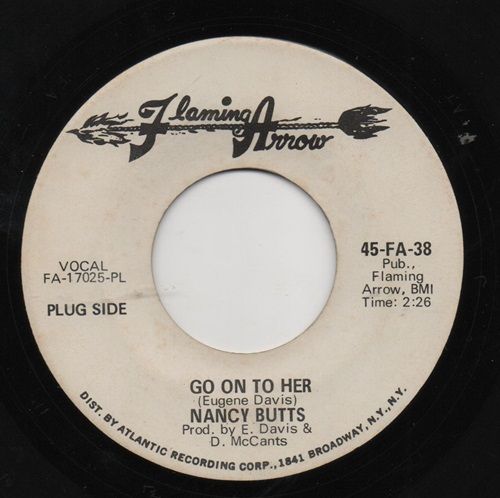 Flaming
Arrow
VOCAL
FA-17025-PL
PLUG SIDE
45-FA-38
Pub.,
Flaming
Arrow, BMI
Time: 2:26
GO ON TO HER
(Eugene Davis)
NANCY BUTTS
Prod. by E. Davis &
D. McCants
DIST. BY ATLANTIC RECORDING CORP., 1841 BROADWAY, N.Y., N.Y.